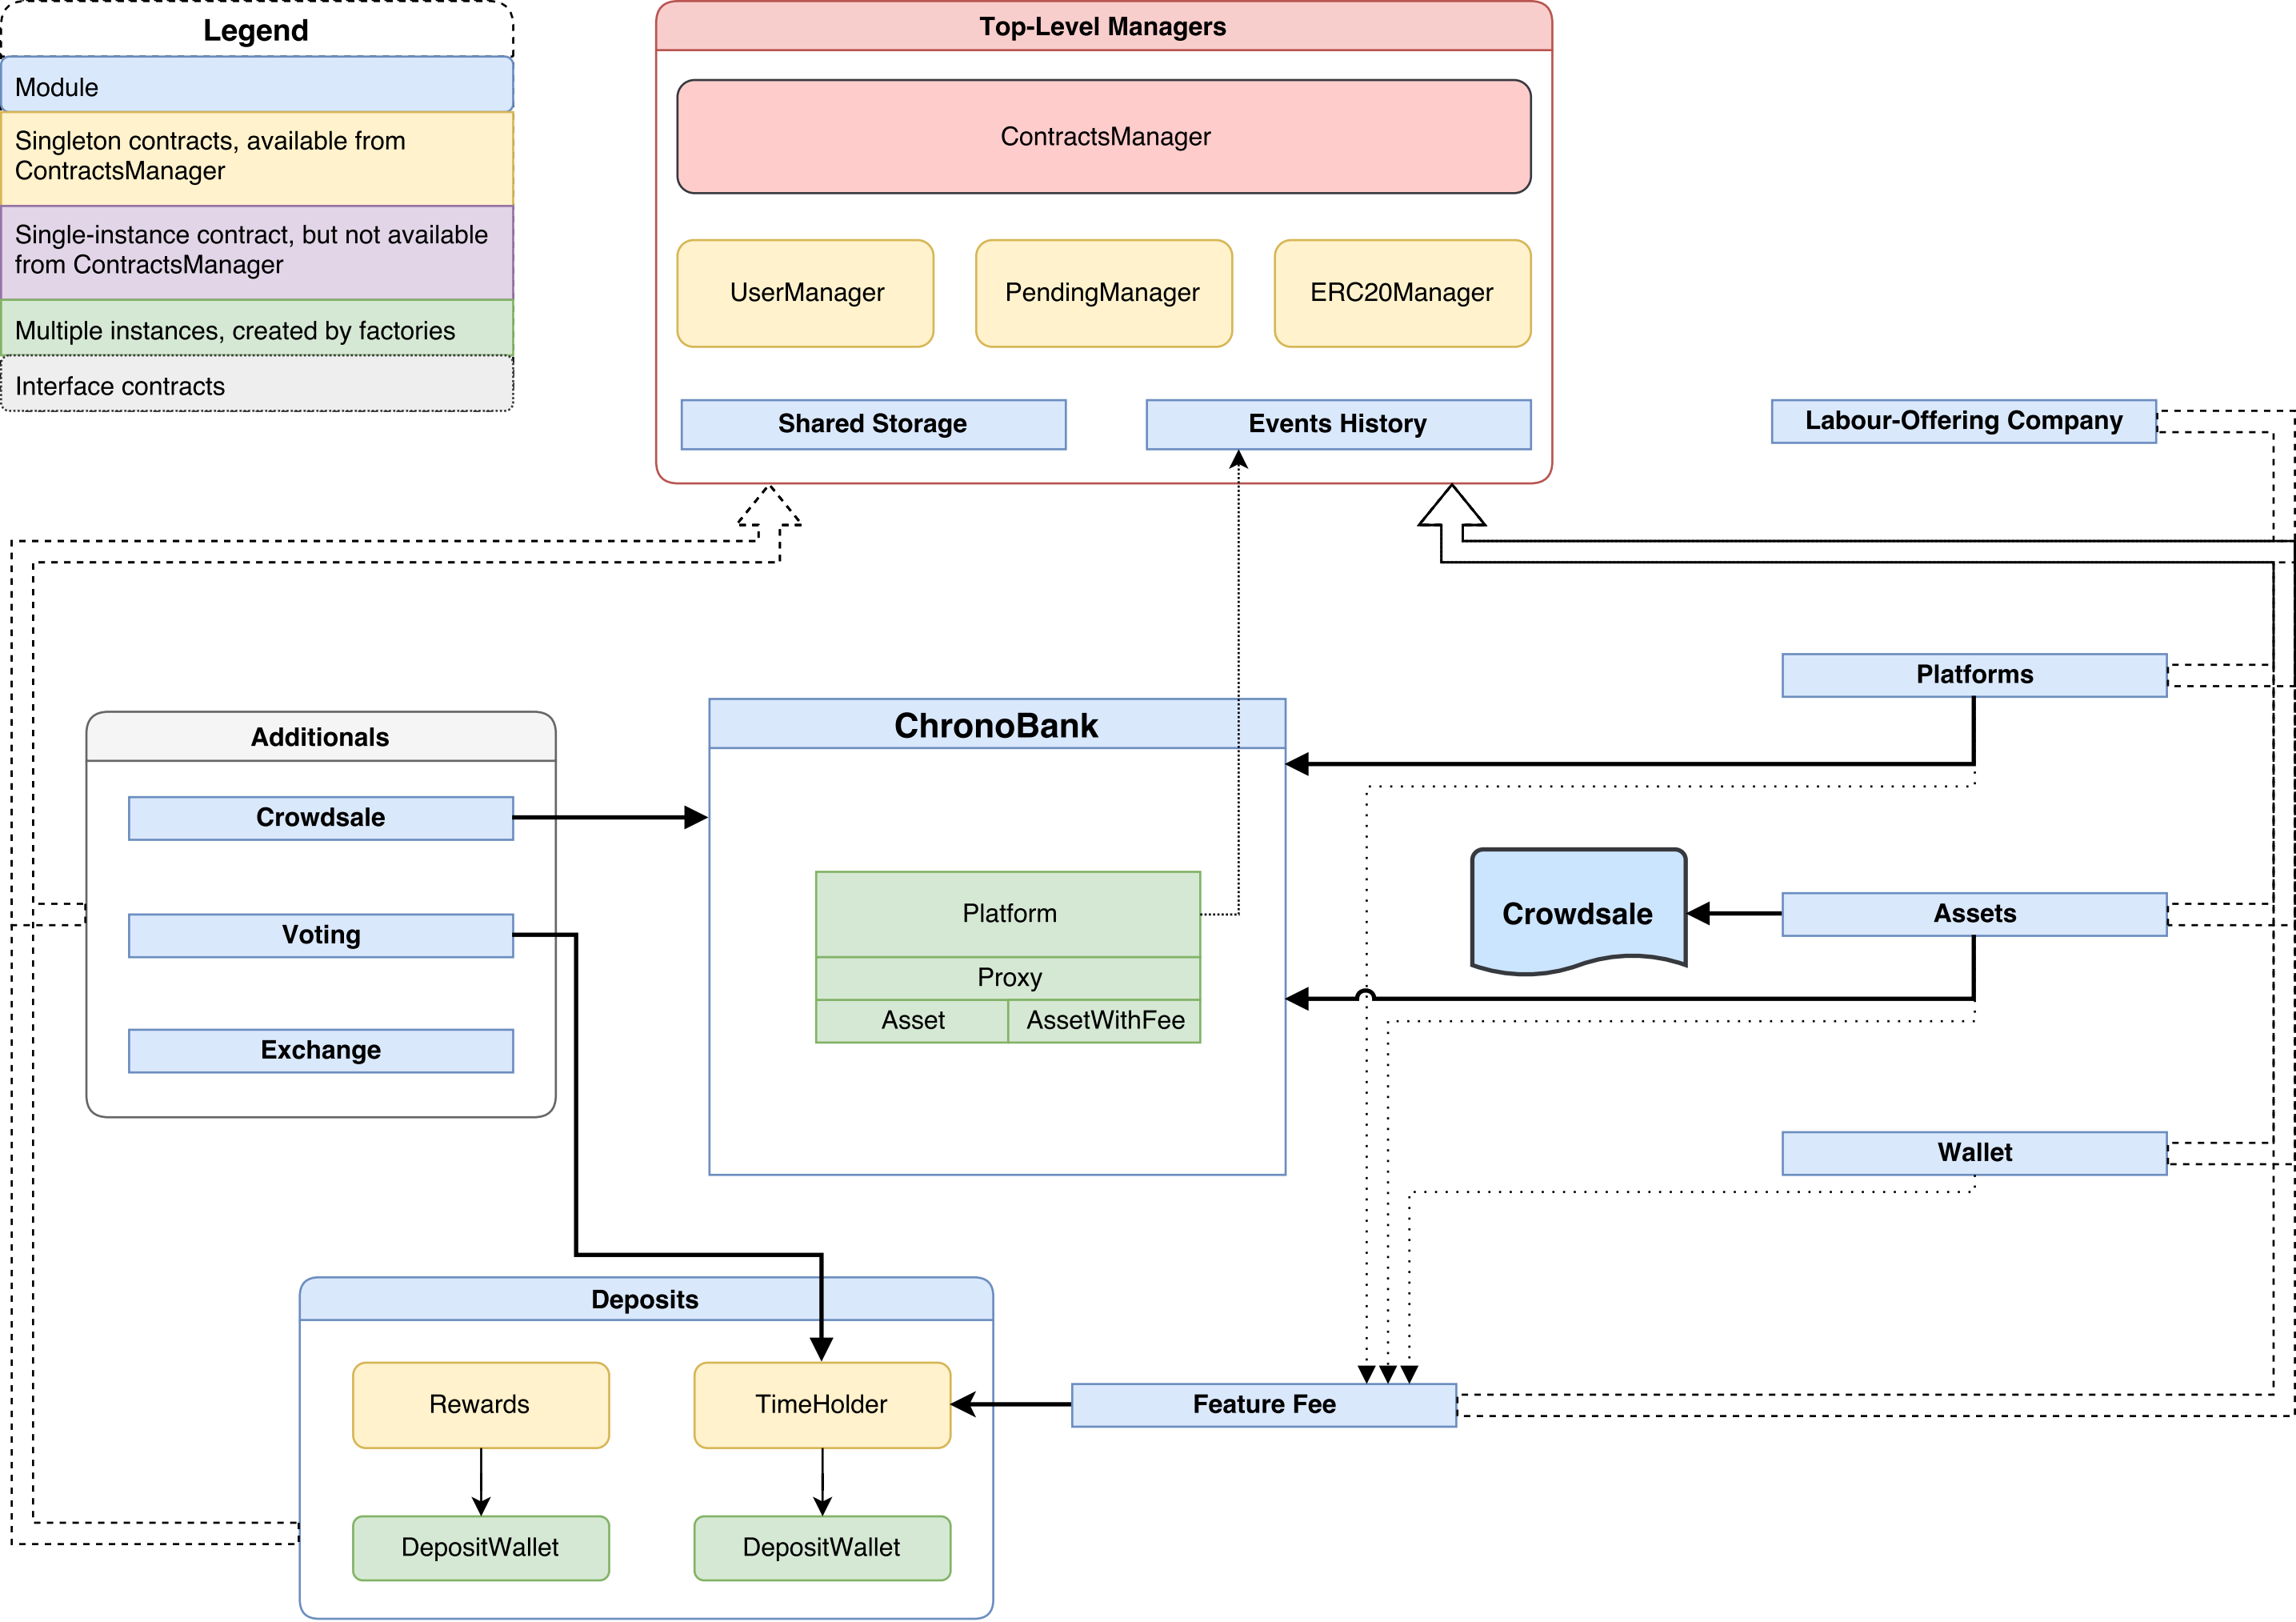 Legend
Module
Singleton contracts, available from
ContractsManager
Single-instance contract, but not available
from ContractsManager
Multiple instances, created by factories
Interface contracts
Top-Level Managers
ContractsManager
UserManager
PendingManager
ERC20Manager
Shared Storage
Events History
Labour-Offering Company
Platforms
Additionals
Crowdsale
Voting
Exchange
ChronoBank
Platform
Proxy
Asset
AssetWithFee
Crowdsale
Assets
Wallet
Deposits
Rewards
TimeHolder
DepositWallet
DepositWallet
Feature Fee